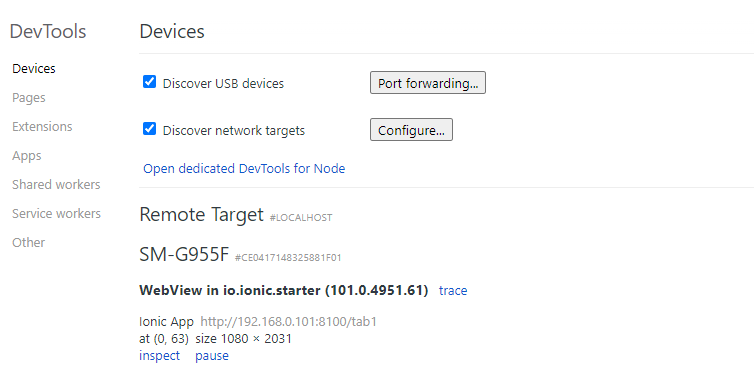 DevTools
Devices
Pages
Extensions
Apps
Shared workers
Service workers
Other
Devices
Discover USB devices
Port forwarding...
Discover network targets
Configure...
Open dedicated DevTools for Node
Remote Target #LOCALHOST
SM-G955F #CE0417148325881F01
WebView in io.ionic.starter (101.0.4951.61) trace
Ionic App http://192.168.0.101:8100/tab1
at (0, 63) size 1080 × 2031
inspect pause